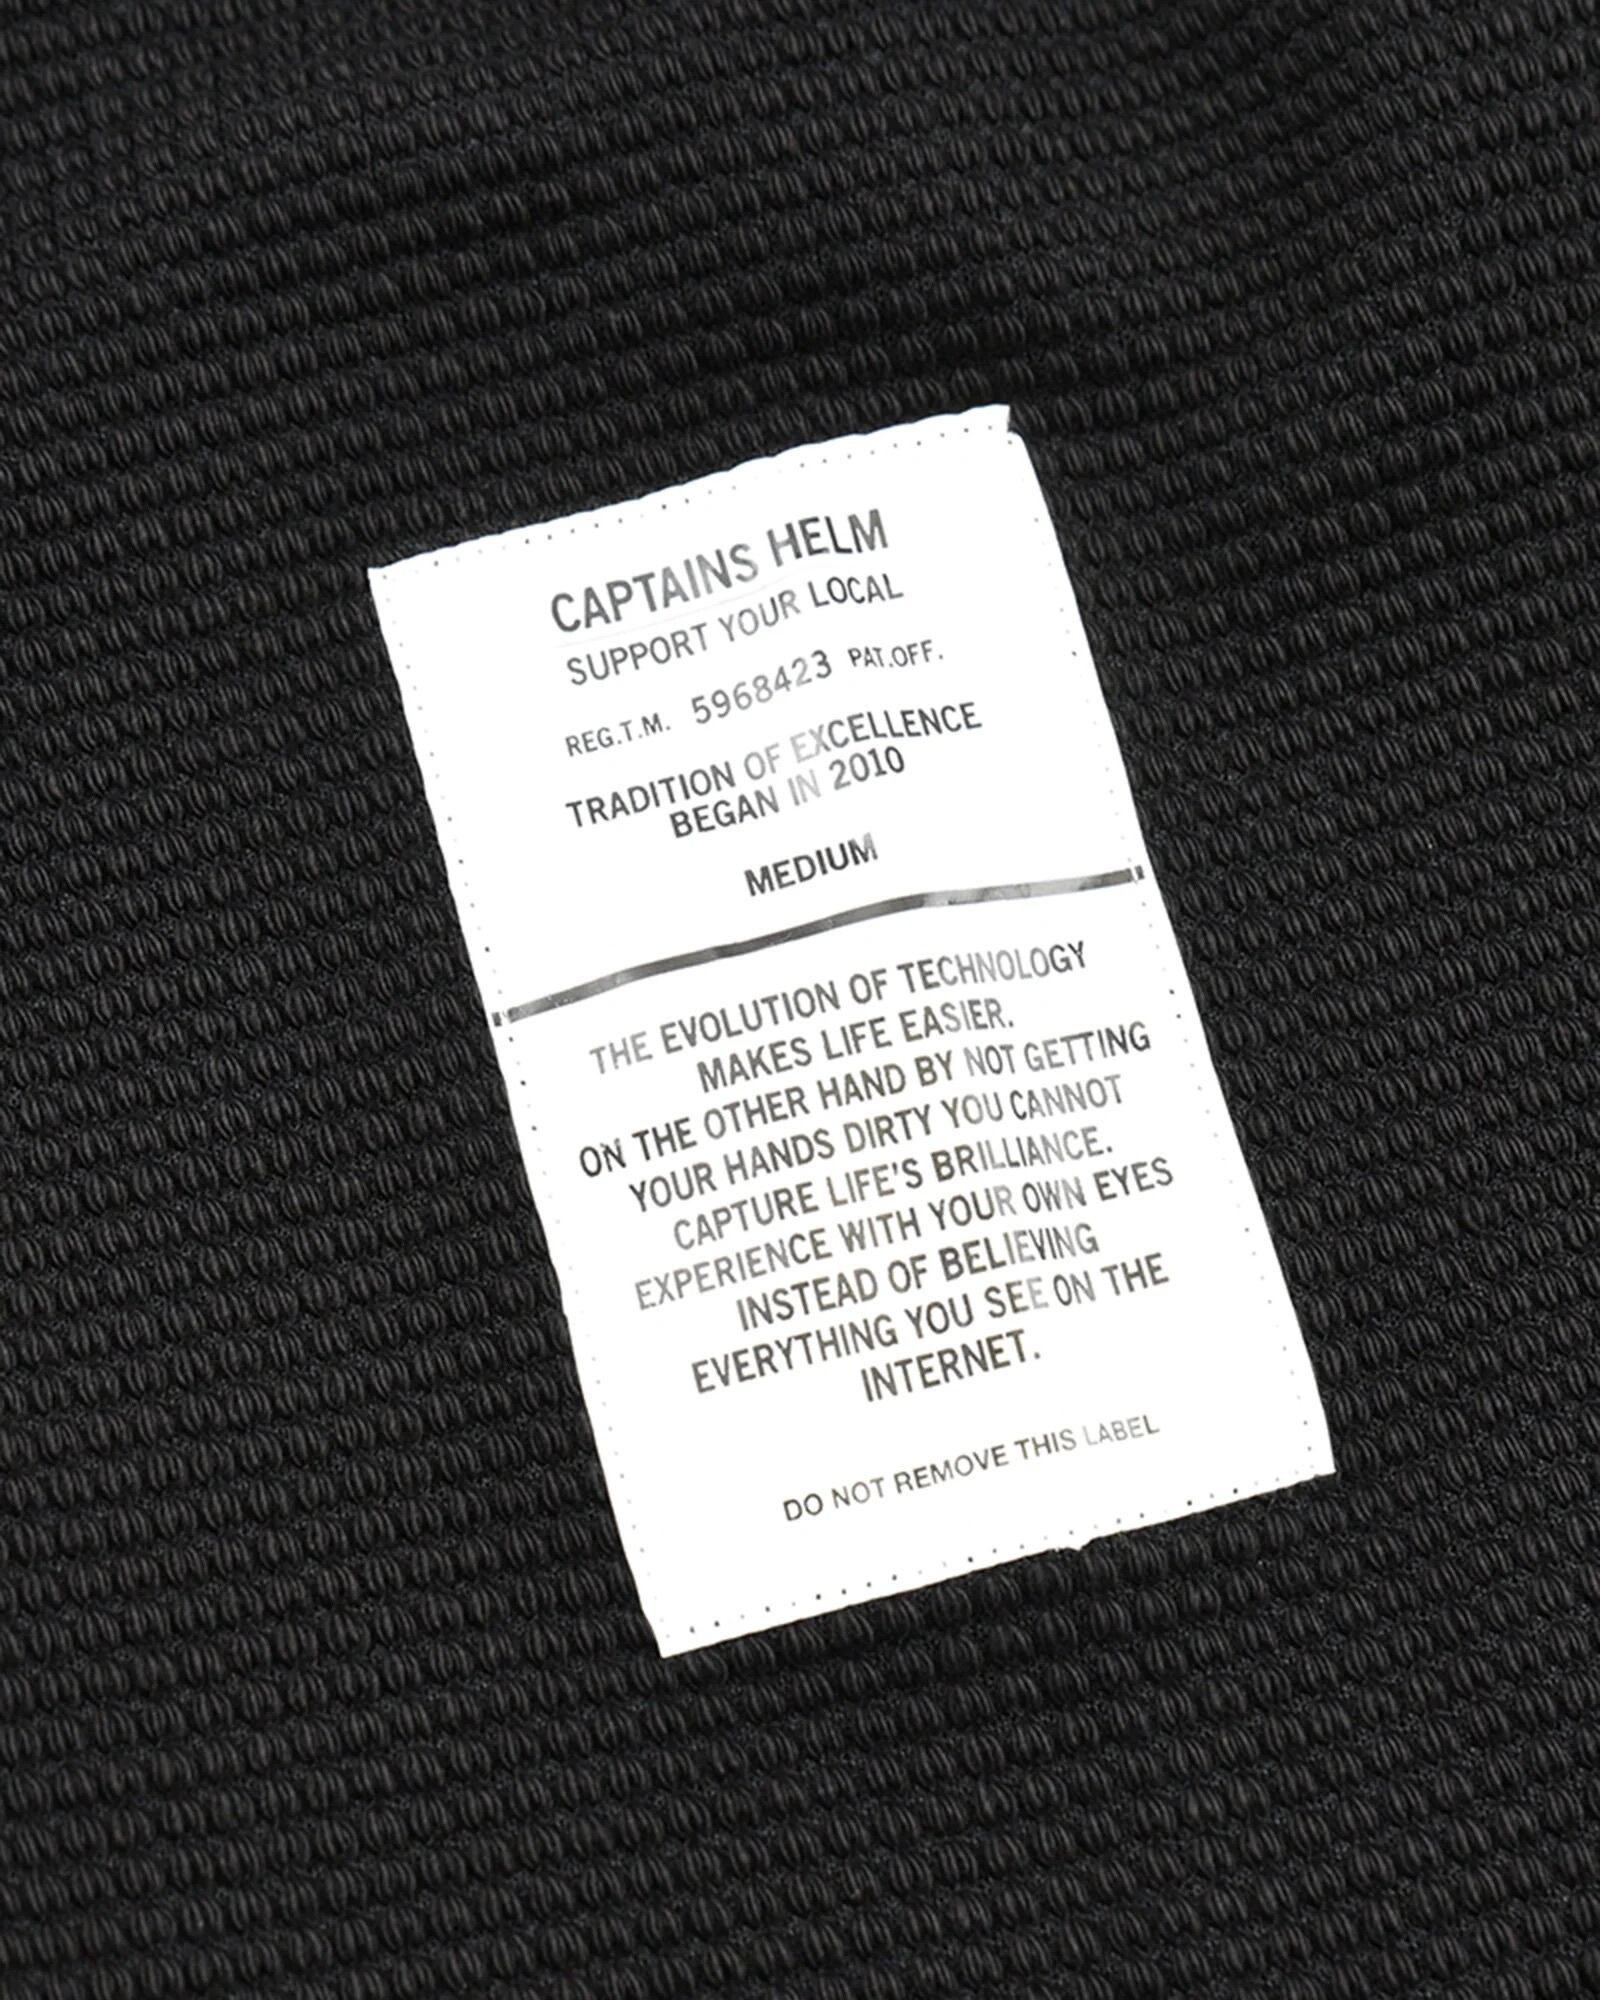 CAPTAINS HELM
SUPPORT YOUR LOCAL
REG.T.M. 5968423 PAT.OFF.
TRADITION OF EXCELLENCE
BEGAN IN 2010
MEDIUM
THE EVOLUTION OF TECHNOLOGY
MAKES LIFE EASIER.
ON THE OTHER HAND BY NOT GETTING
YOUR HANDS DIRTY YOU CANNOT
CAPTURE LIFE'S BRILLIANCE.
EXPERIENCE WITH YOUR OWN EYES
INSTEAD OF BELIEVING
EVERYTHING YOU SEE ON THE
INTERNET.
DO NOT REMOVE THIS LABEL